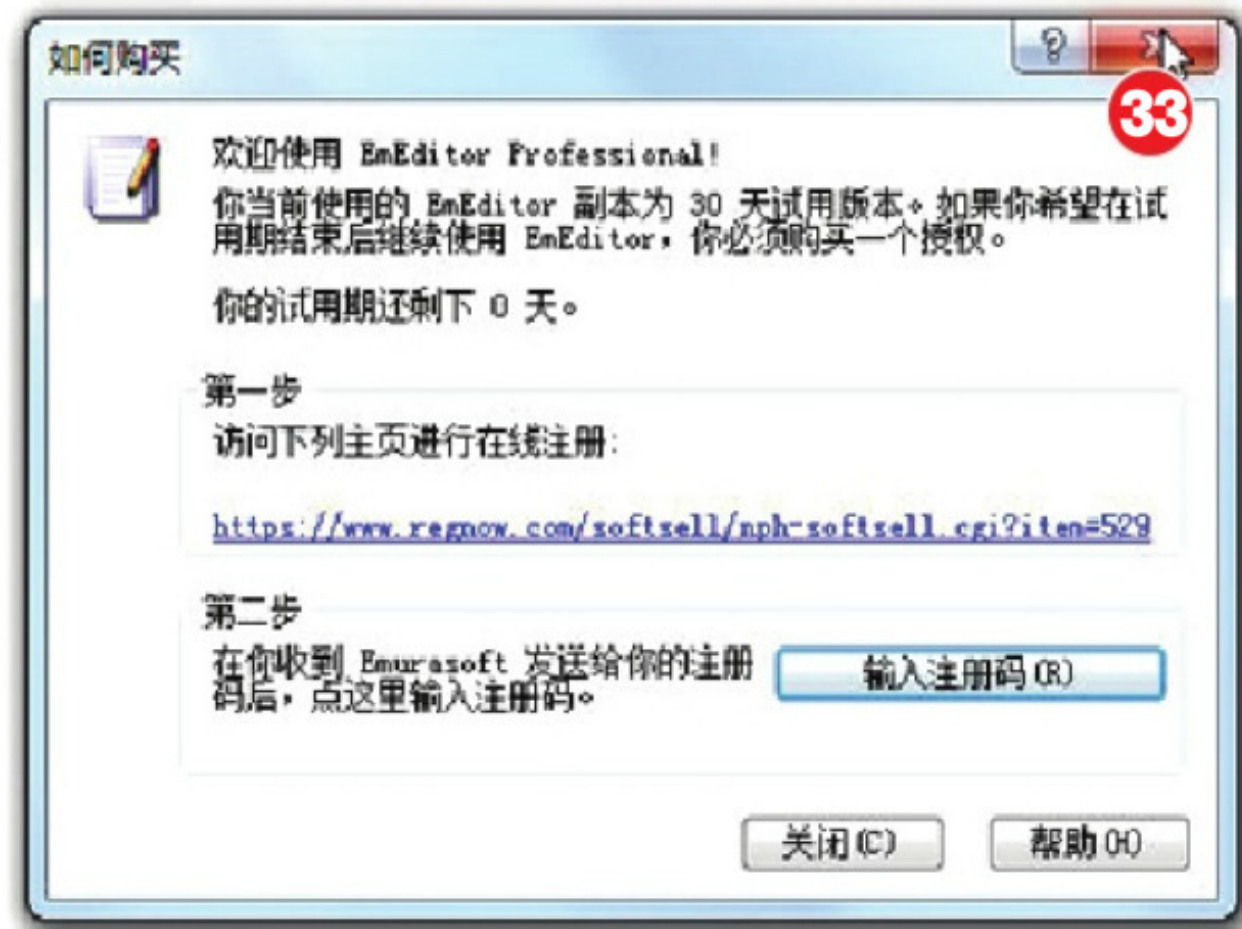 如何购买
33
欢迎使用 EmEditor Professional!
你当前使用的 EmEditor 副本为 30 天试用版本。如果你希望在试
用期结束后继续使用 EmEditor，你必须购买一个授权。
你的试用期还剩下 0 天。
第一步
访问下列主页进行在线注册:
https://www.regnow.com/softsell/nph-softsell.cgi?item=529
第二步
在你收到 Emurasoft 发送给你的注册
码后，点这里输入注册码。
输入注册码(R)
关闭(C)
帮助(H)